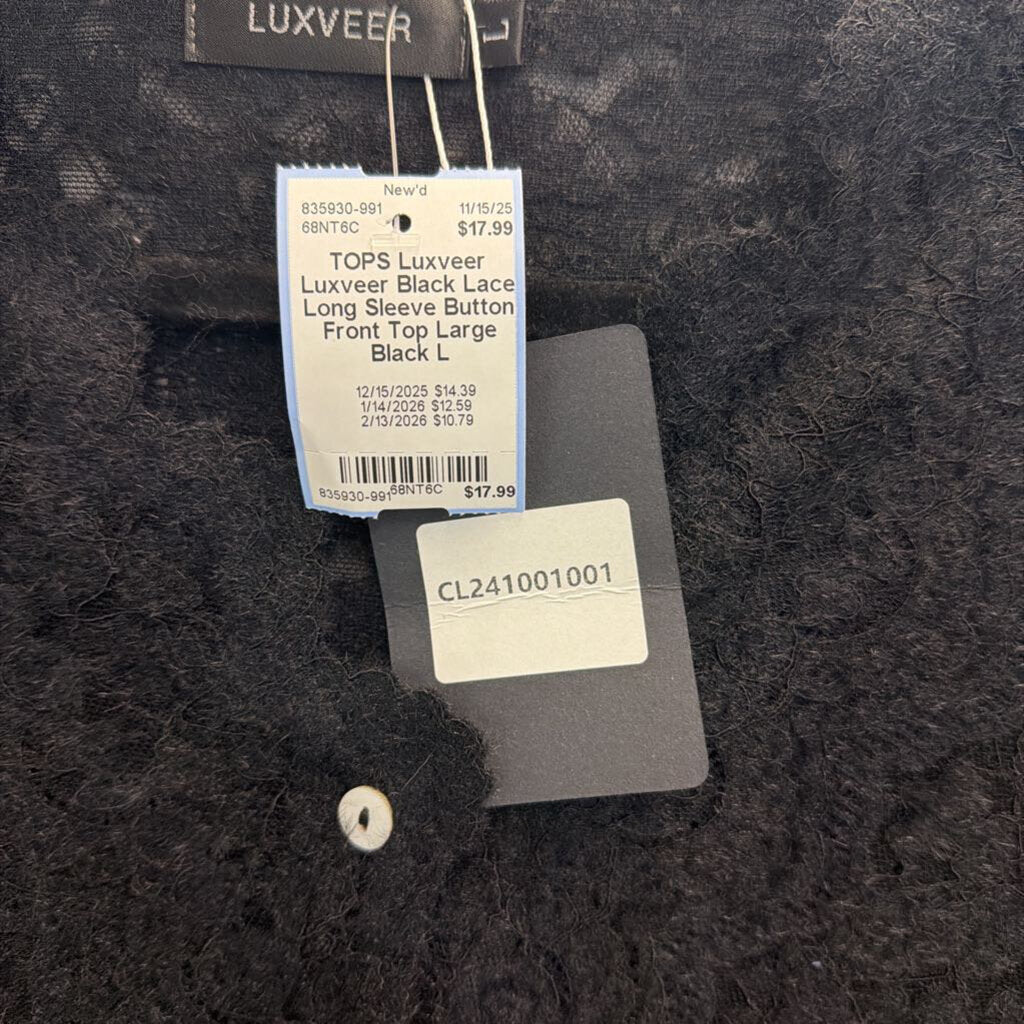 LUXVEER
L
New'd
835930-991 11/15/25
68NT6C $17.99
TOPS Luxveer
Luxveer Black Lace
Long Sleeve Button
Front Top Large
Black L
12/15/2025 $14.39
1/14/2026 $12.59
2/13/2026 $10.79
835930-991 68NT6C $17.99
CL241001001